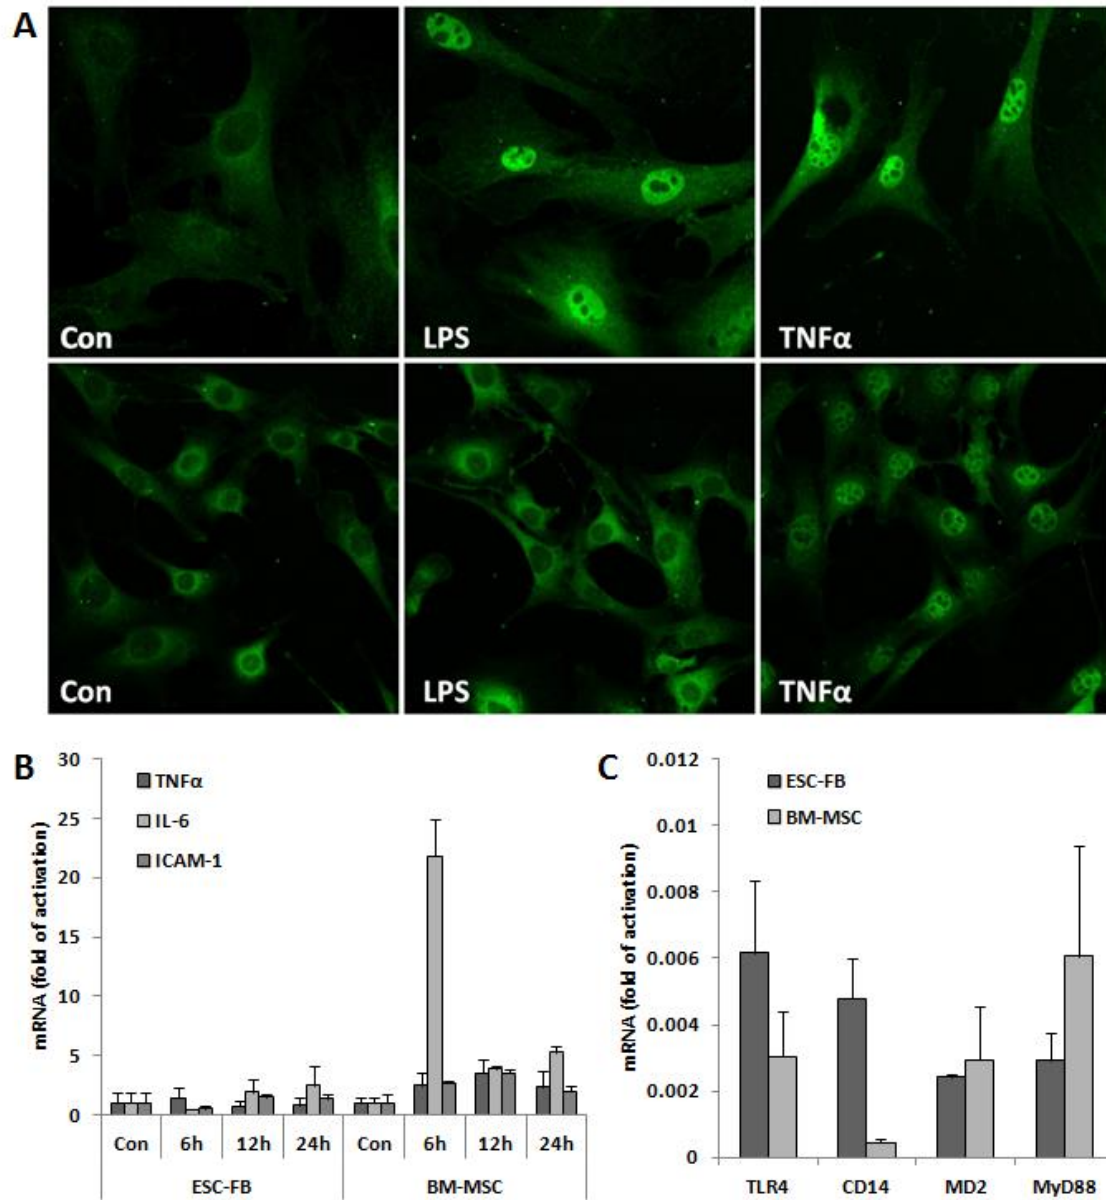 A
Con
LPS
TNFα
Con
LPS
TNFα
B
mRNA (fold of activation)
30
25
20
15
10
5
0
TNFα
IL-6
ICAM-1
Con
6h
12h
24h
Con
6h
12h
24h
ESC-FB
BM-MSC
C
mRNA (fold of activation)
0.012
0.01
0.008
0.006
0.004
0.002
0
ESC-FB
BM-MSC
TLR4
CD14
MD2
MyD88